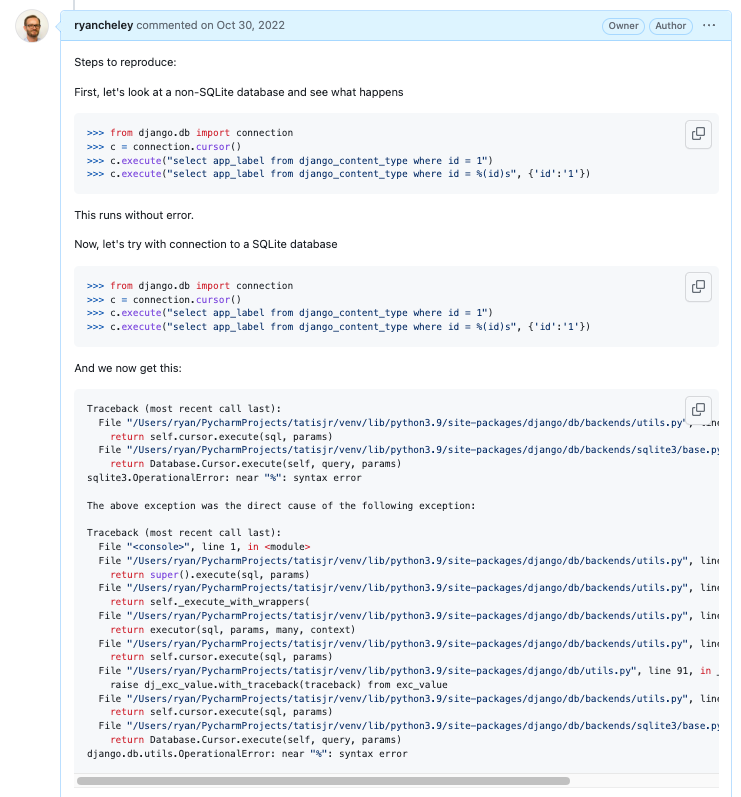 ryancheley commented on Oct 30, 2022
Owner
Author
Steps to reproduce:
First, let's look at a non-SQLite database and see what happens
>>> from django.db import connection
>>> c = connection.cursor()
>>> c.execute("select app_label from django_content_type where id = 1")
>>> c.execute("select app_label from django_content_type where id = %(id)s", {'id':'1'})
This runs without error.
Now, let's try with connection to a SQLite database
>>> from django.db import connection
>>> c = connection.cursor()
>>> c.execute("select app_label from django_content_type where id = 1")
>>> c.execute("select app_label from django_content_type where id = %(id)s", {'id':'1'})
And we now get this:
Traceback (most recent call last):
File "/Users/ryan/PycharmProjects/tatisjr/venv/lib/python3.9/site-packages/django/db/backends/utils.py", line
return self.cursor.execute(sql, params)
File "/Users/ryan/PycharmProjects/tatisjr/venv/lib/python3.9/site-packages/django/db/backends/sqlite3/base.py
return Database.Cursor.execute(self, query, params)
sqlite3.OperationalError: near "%": syntax error
The above exception was the direct cause of the following exception:
Traceback (most recent call last):
File "<console>", line 1, in <module>
File "/Users/ryan/PycharmProjects/tatisjr/venv/lib/python3.9/site-packages/django/db/backends/utils.py", line
return super().execute(sql, params)
File "/Users/ryan/PycharmProjects/tatisjr/venv/lib/python3.9/site-packages/django/db/backends/utils.py", line
return self._execute_with_wrappers(
File "/Users/ryan/PycharmProjects/tatisjr/venv/lib/python3.9/site-packages/django/db/backends/utils.py", line
return executor(sql, params, many, context)
File "/Users/ryan/PycharmProjects/tatisjr/venv/lib/python3.9/site-packages/django/db/backends/utils.py", line
return self.cursor.execute(sql, params)
File "/Users/ryan/PycharmProjects/tatisjr/venv/lib/python3.9/site-packages/django/db/utils.py", line 91, in _
raise dj_exc_value.with_traceback(traceback) from exc_value
File "/Users/ryan/PycharmProjects/tatisjr/venv/lib/python3.9/site-packages/django/db/backends/utils.py", line
return self.cursor.execute(sql, params)
File "/Users/ryan/PycharmProjects/tatisjr/venv/lib/python3.9/site-packages/django/db/backends/sqlite3/base.py
return Database.Cursor.execute(self, query, params)
django.db.utils.OperationalError: near "%": syntax error